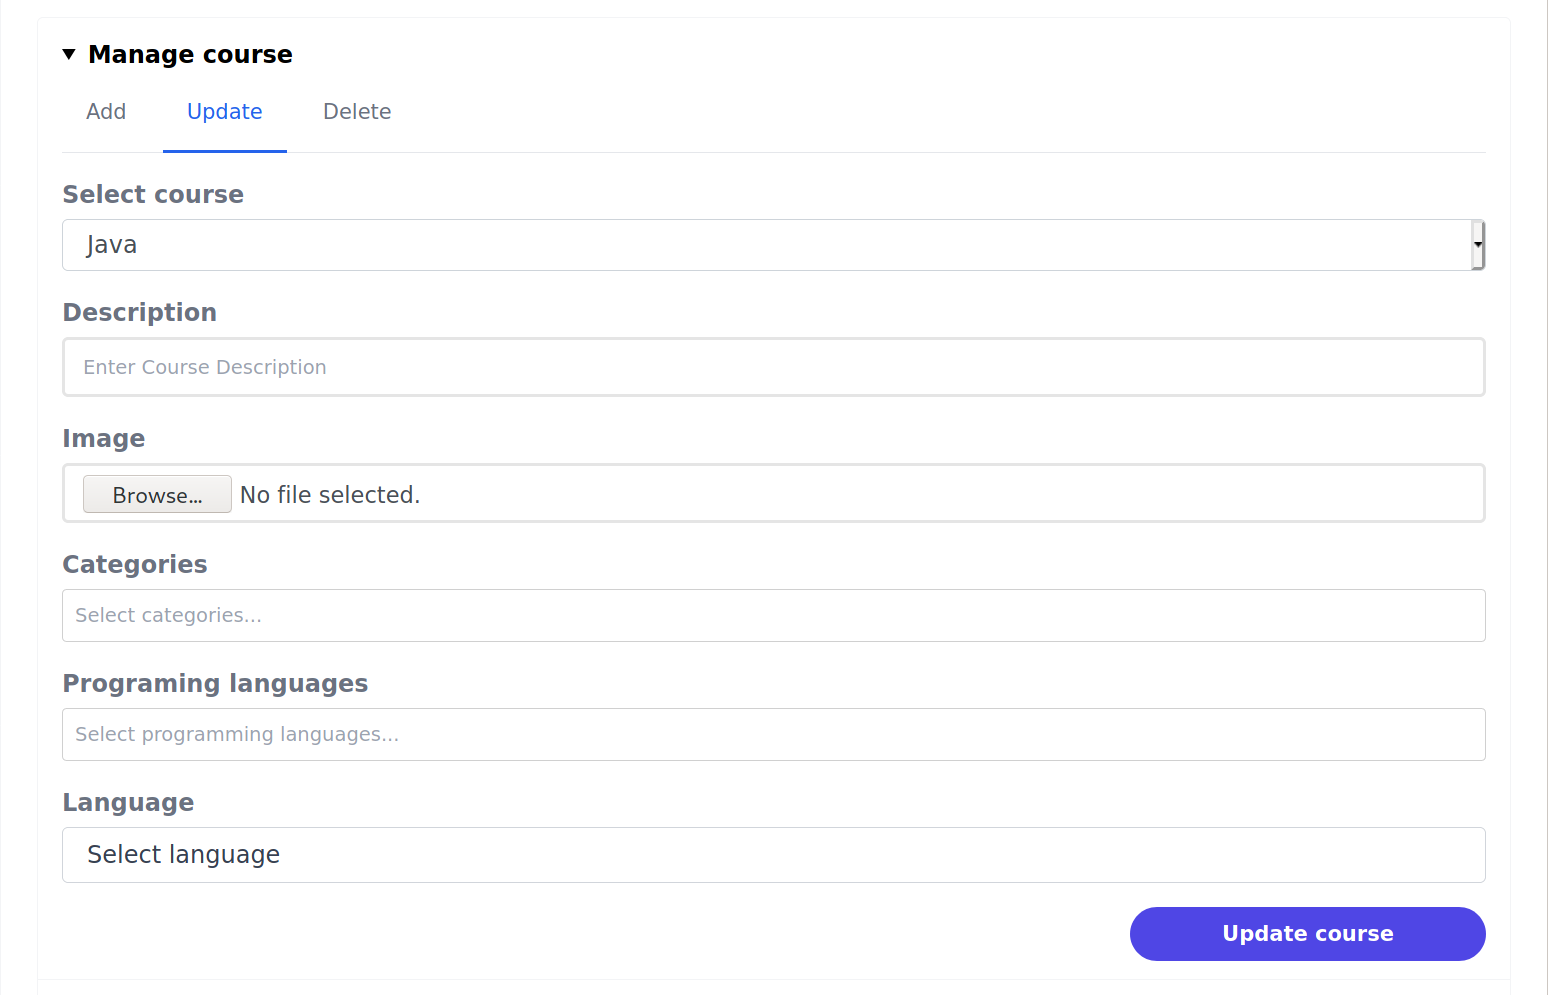 Manage course
Add Update Delete
Select course
Java
Description
Enter Course Description
Image
Browse... No file selected.
Categories
Select categories...
Programing languages
Select programming languages...
Language
Select language
Update course